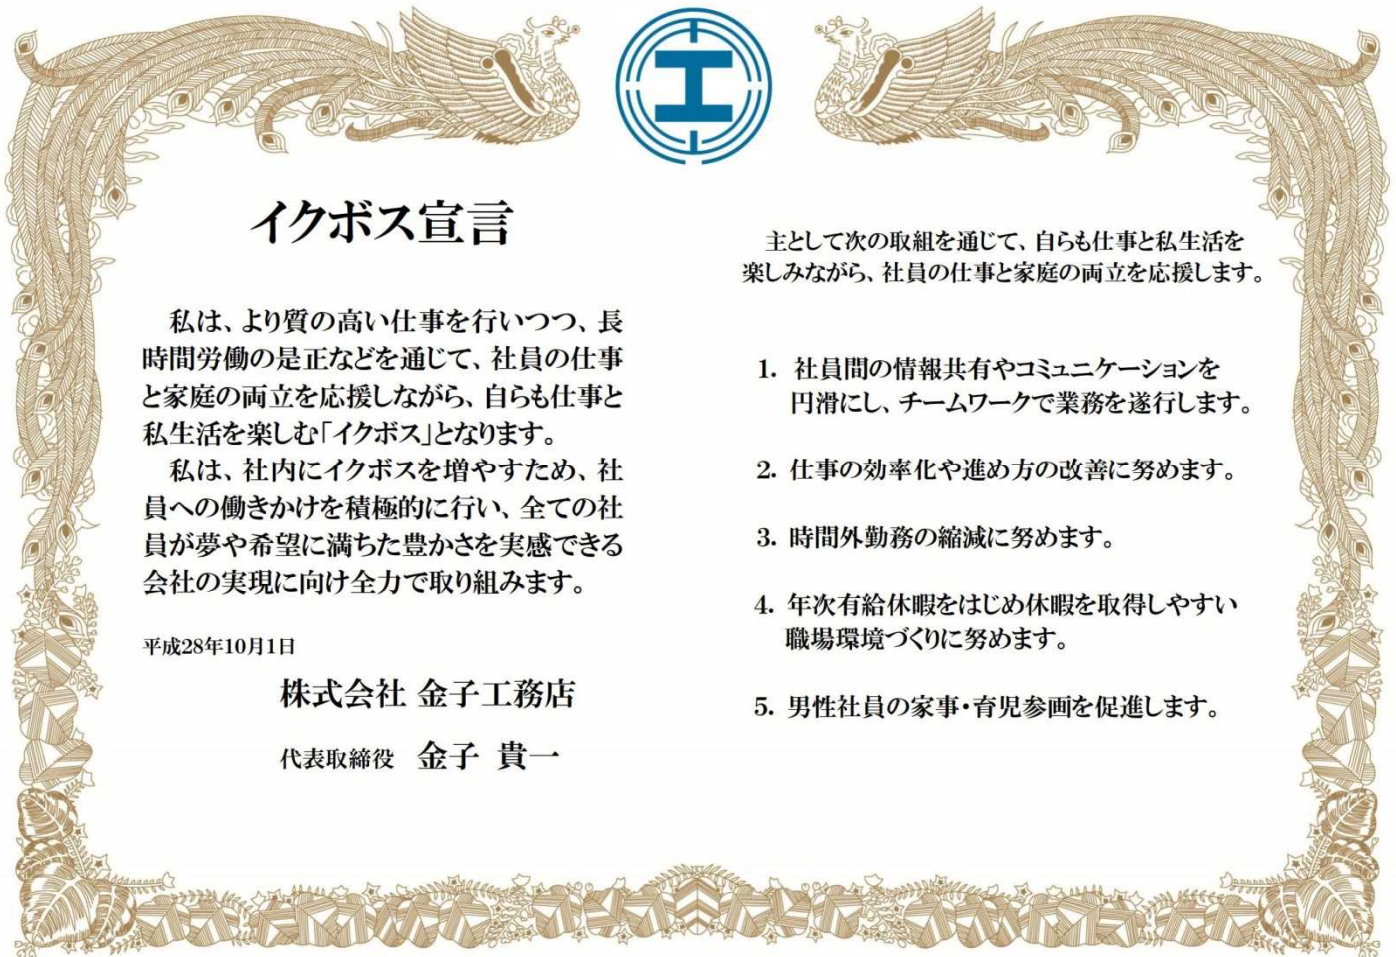 工
イクボス宣言
私は、より質の高い仕事を行いつつ、長
時間労働の是正などを通じて、社員の仕事
と家庭の両立を応援しながら、自らも仕事と
私生活を楽しむ「イクボス」となります。
私は、社内にイクボスを増やすため、社
員への働きかけを積極的に行い、全ての社
員が夢や希望に満ちた豊かさを実感できる
会社の実現に向け全力で取り組みます。
平成28年10月1日
株式会社 金子工務店
代表取締役 金子 貴一
主として次の取組を通じて、自らも仕事と私生活を
楽しみながら、社員の仕事と家庭の両立を応援します。
1. 社員間の情報共有やコミュニケーションを
円滑にし、チームワークで業務を遂行します。
2. 仕事の効率化や進め方の改善に努めます。
3. 時間外勤務の縮減に努めます。
4. 年次有給休暇をはじめ休暇を取得しやすい
職場環境づくりに努めます。
5. 男性社員の家事・育児参画を促進します。